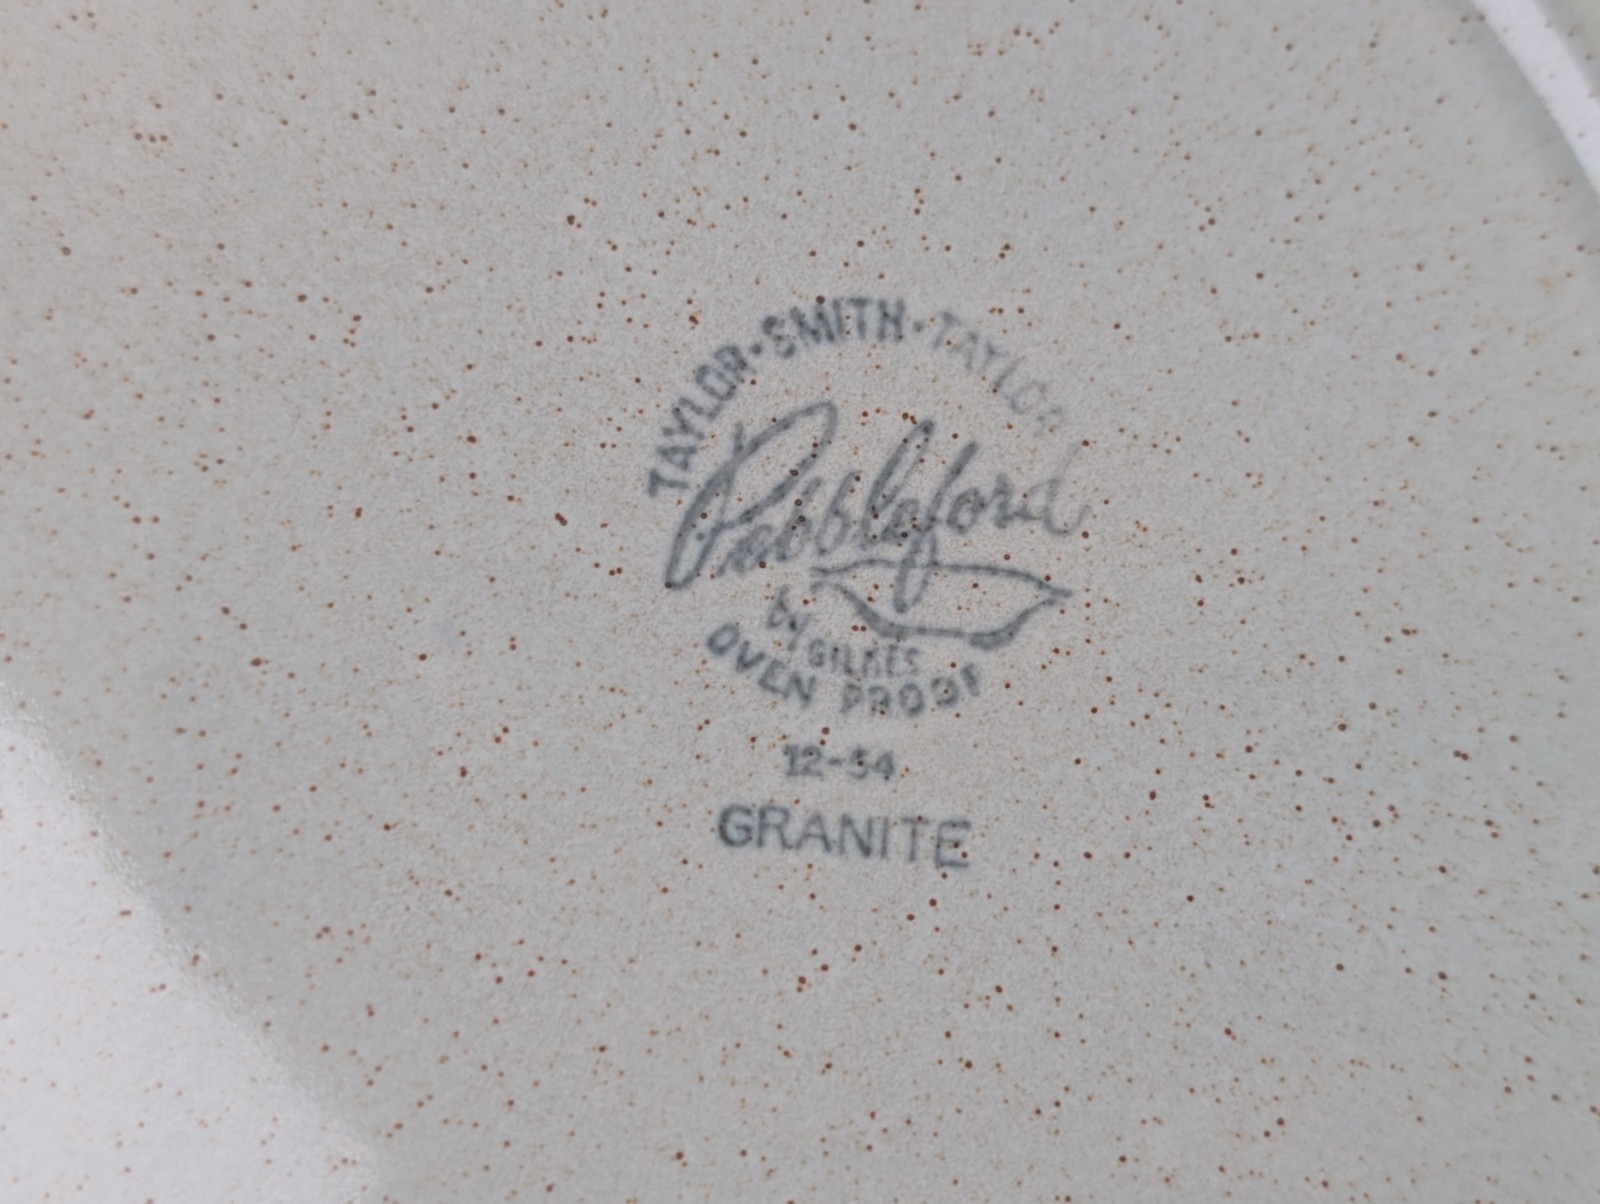 TAYLOR·SMITH·TAYLOR
Pebbleford
by
GILKES
OVEN PROOF
12-54
GRANITE